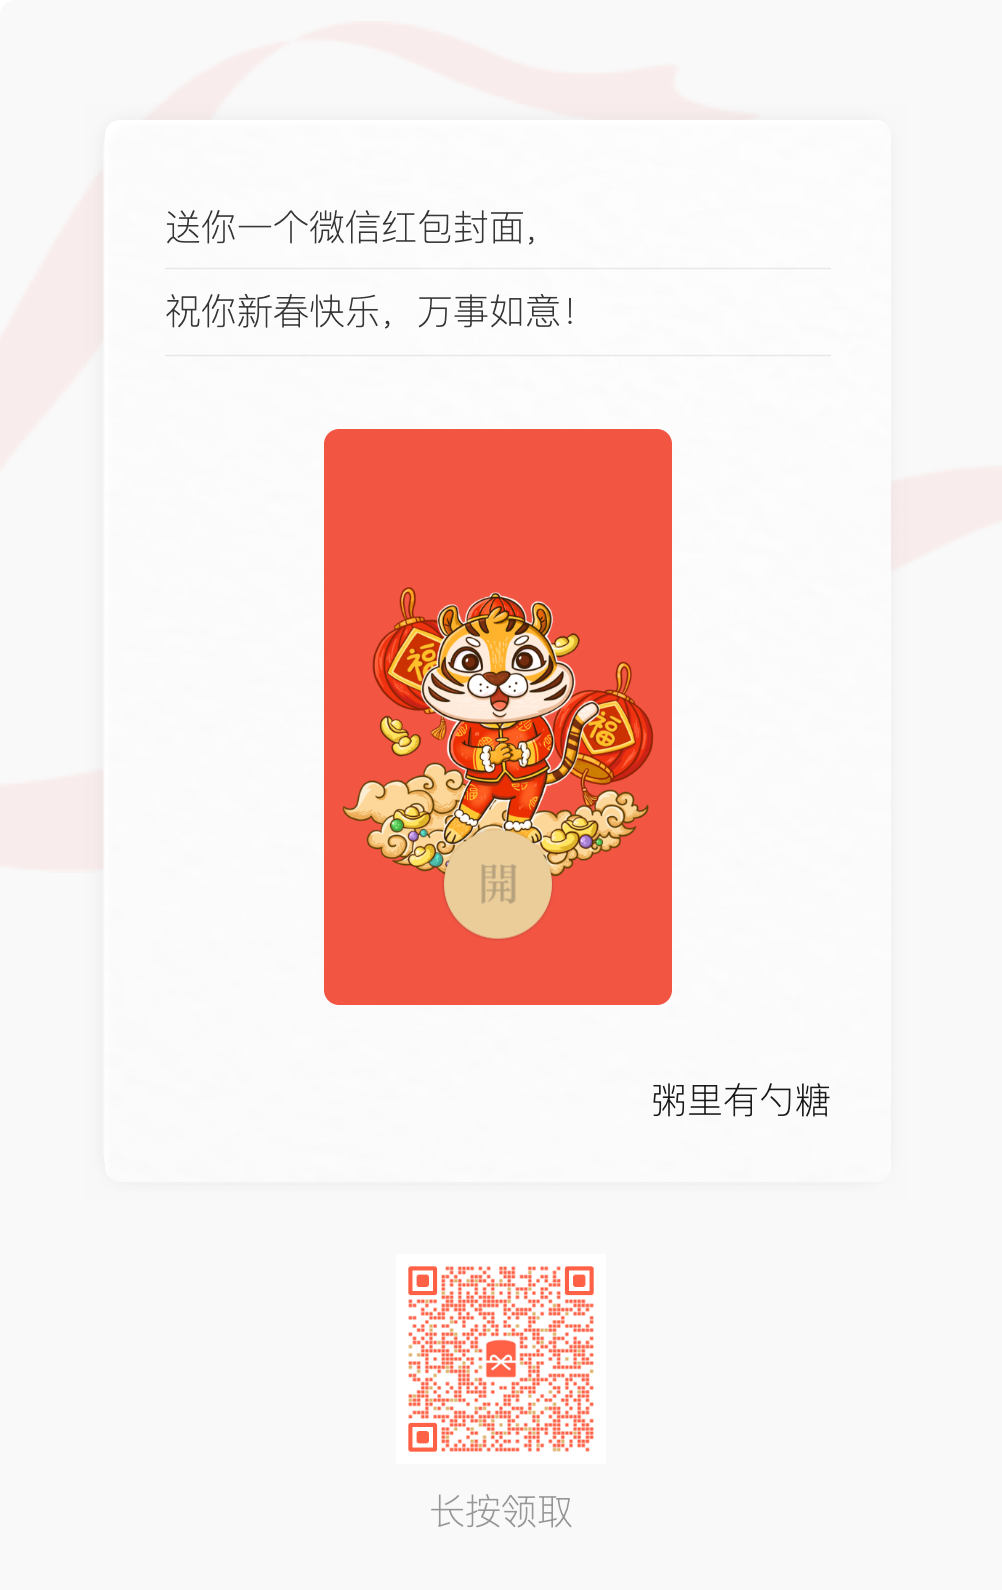 送你一个微信红包封面，
祝你新春快乐，万事如意！
福
福
福
開
粥里有勺糖
长按领取